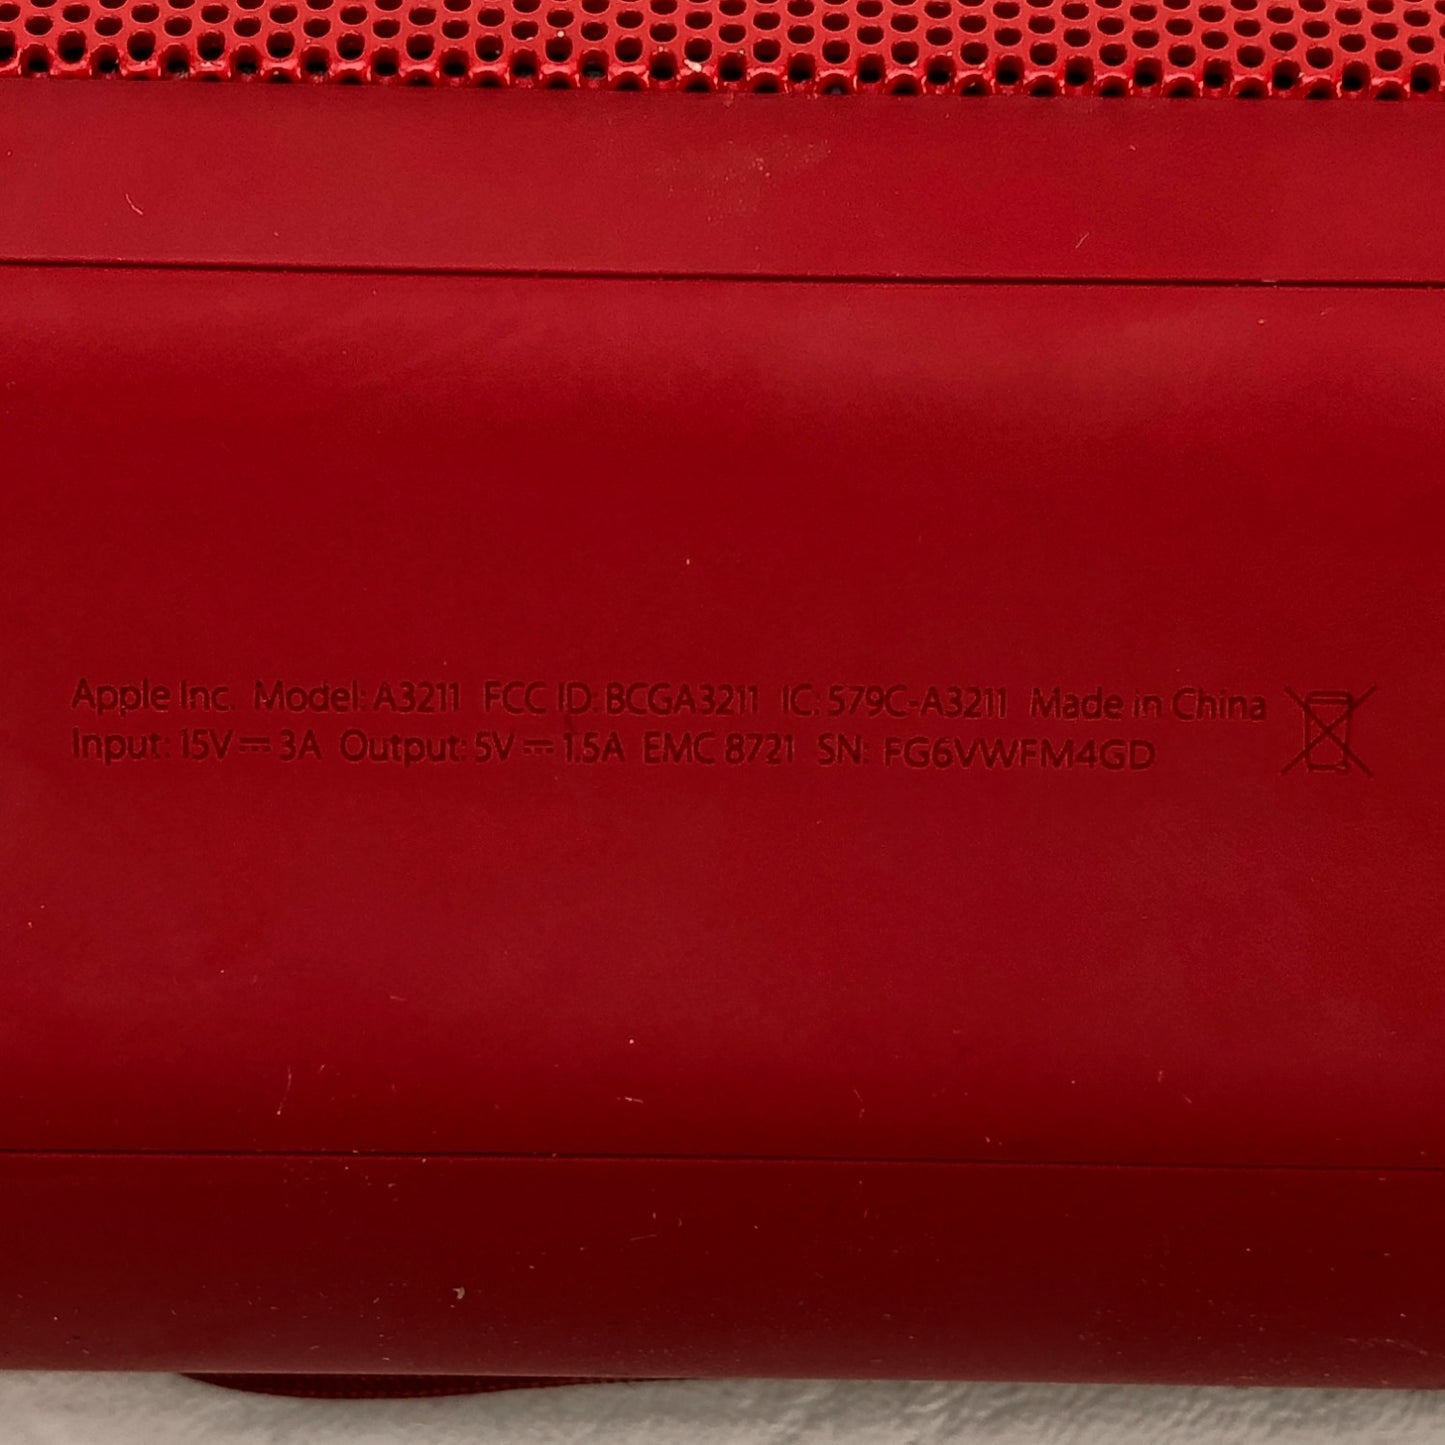 Apple Inc. Model: A3211 FCC ID: BCGA3211 IC: 579C-A3211 Made in China
Input: 15V⎓3A Output: 5V⎓1.5A EMC 8721 SN: FG6VWFM4GD